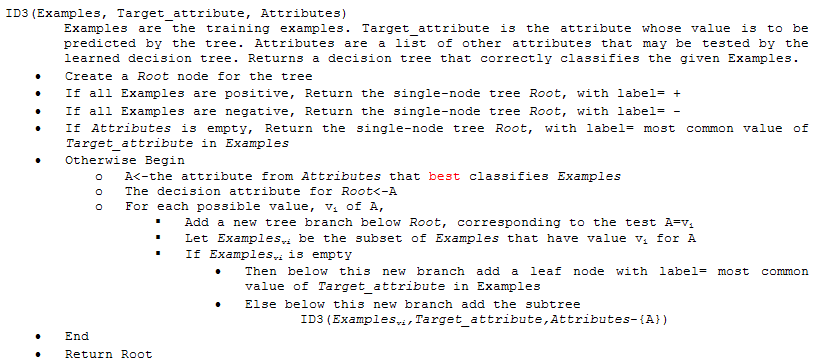 ID3(Examples, Target_attribute, Attributes)
Examples are the training examples. Target_attribute is the attribute whose value is to be
predicted by the tree. Attributes are a list of other attributes that may be tested by the
learned decision tree. Returns a decision tree that correctly classifies the given Examples.
• Create a Root node for the tree
• If all Examples are positive, Return the single-node tree Root, with label= +
• If all Examples are negative, Return the single-node tree Root, with label= -
• If Attributes is empty, Return the single-node tree Root, with label= most common value of
Target_attribute in Examples
• Otherwise Begin
o A<-the attribute from Attributes that best classifies Examples
o The decision attribute for Root<-A
o For each possible value, vᵢ of A,
▪ Add a new tree branch below Root, corresponding to the test A=vᵢ
▪ Let Examplesᵥᵢ be the subset of Examples that have value vᵢ for A
▪ If Examplesᵥᵢ is empty
• Then below this new branch add a leaf node with label= most common
value of Target_attribute in Examples
• Else below this new branch add the subtree
ID3(Examplesᵥᵢ,Target_attribute,Attributes-{A})
• End
• Return Root